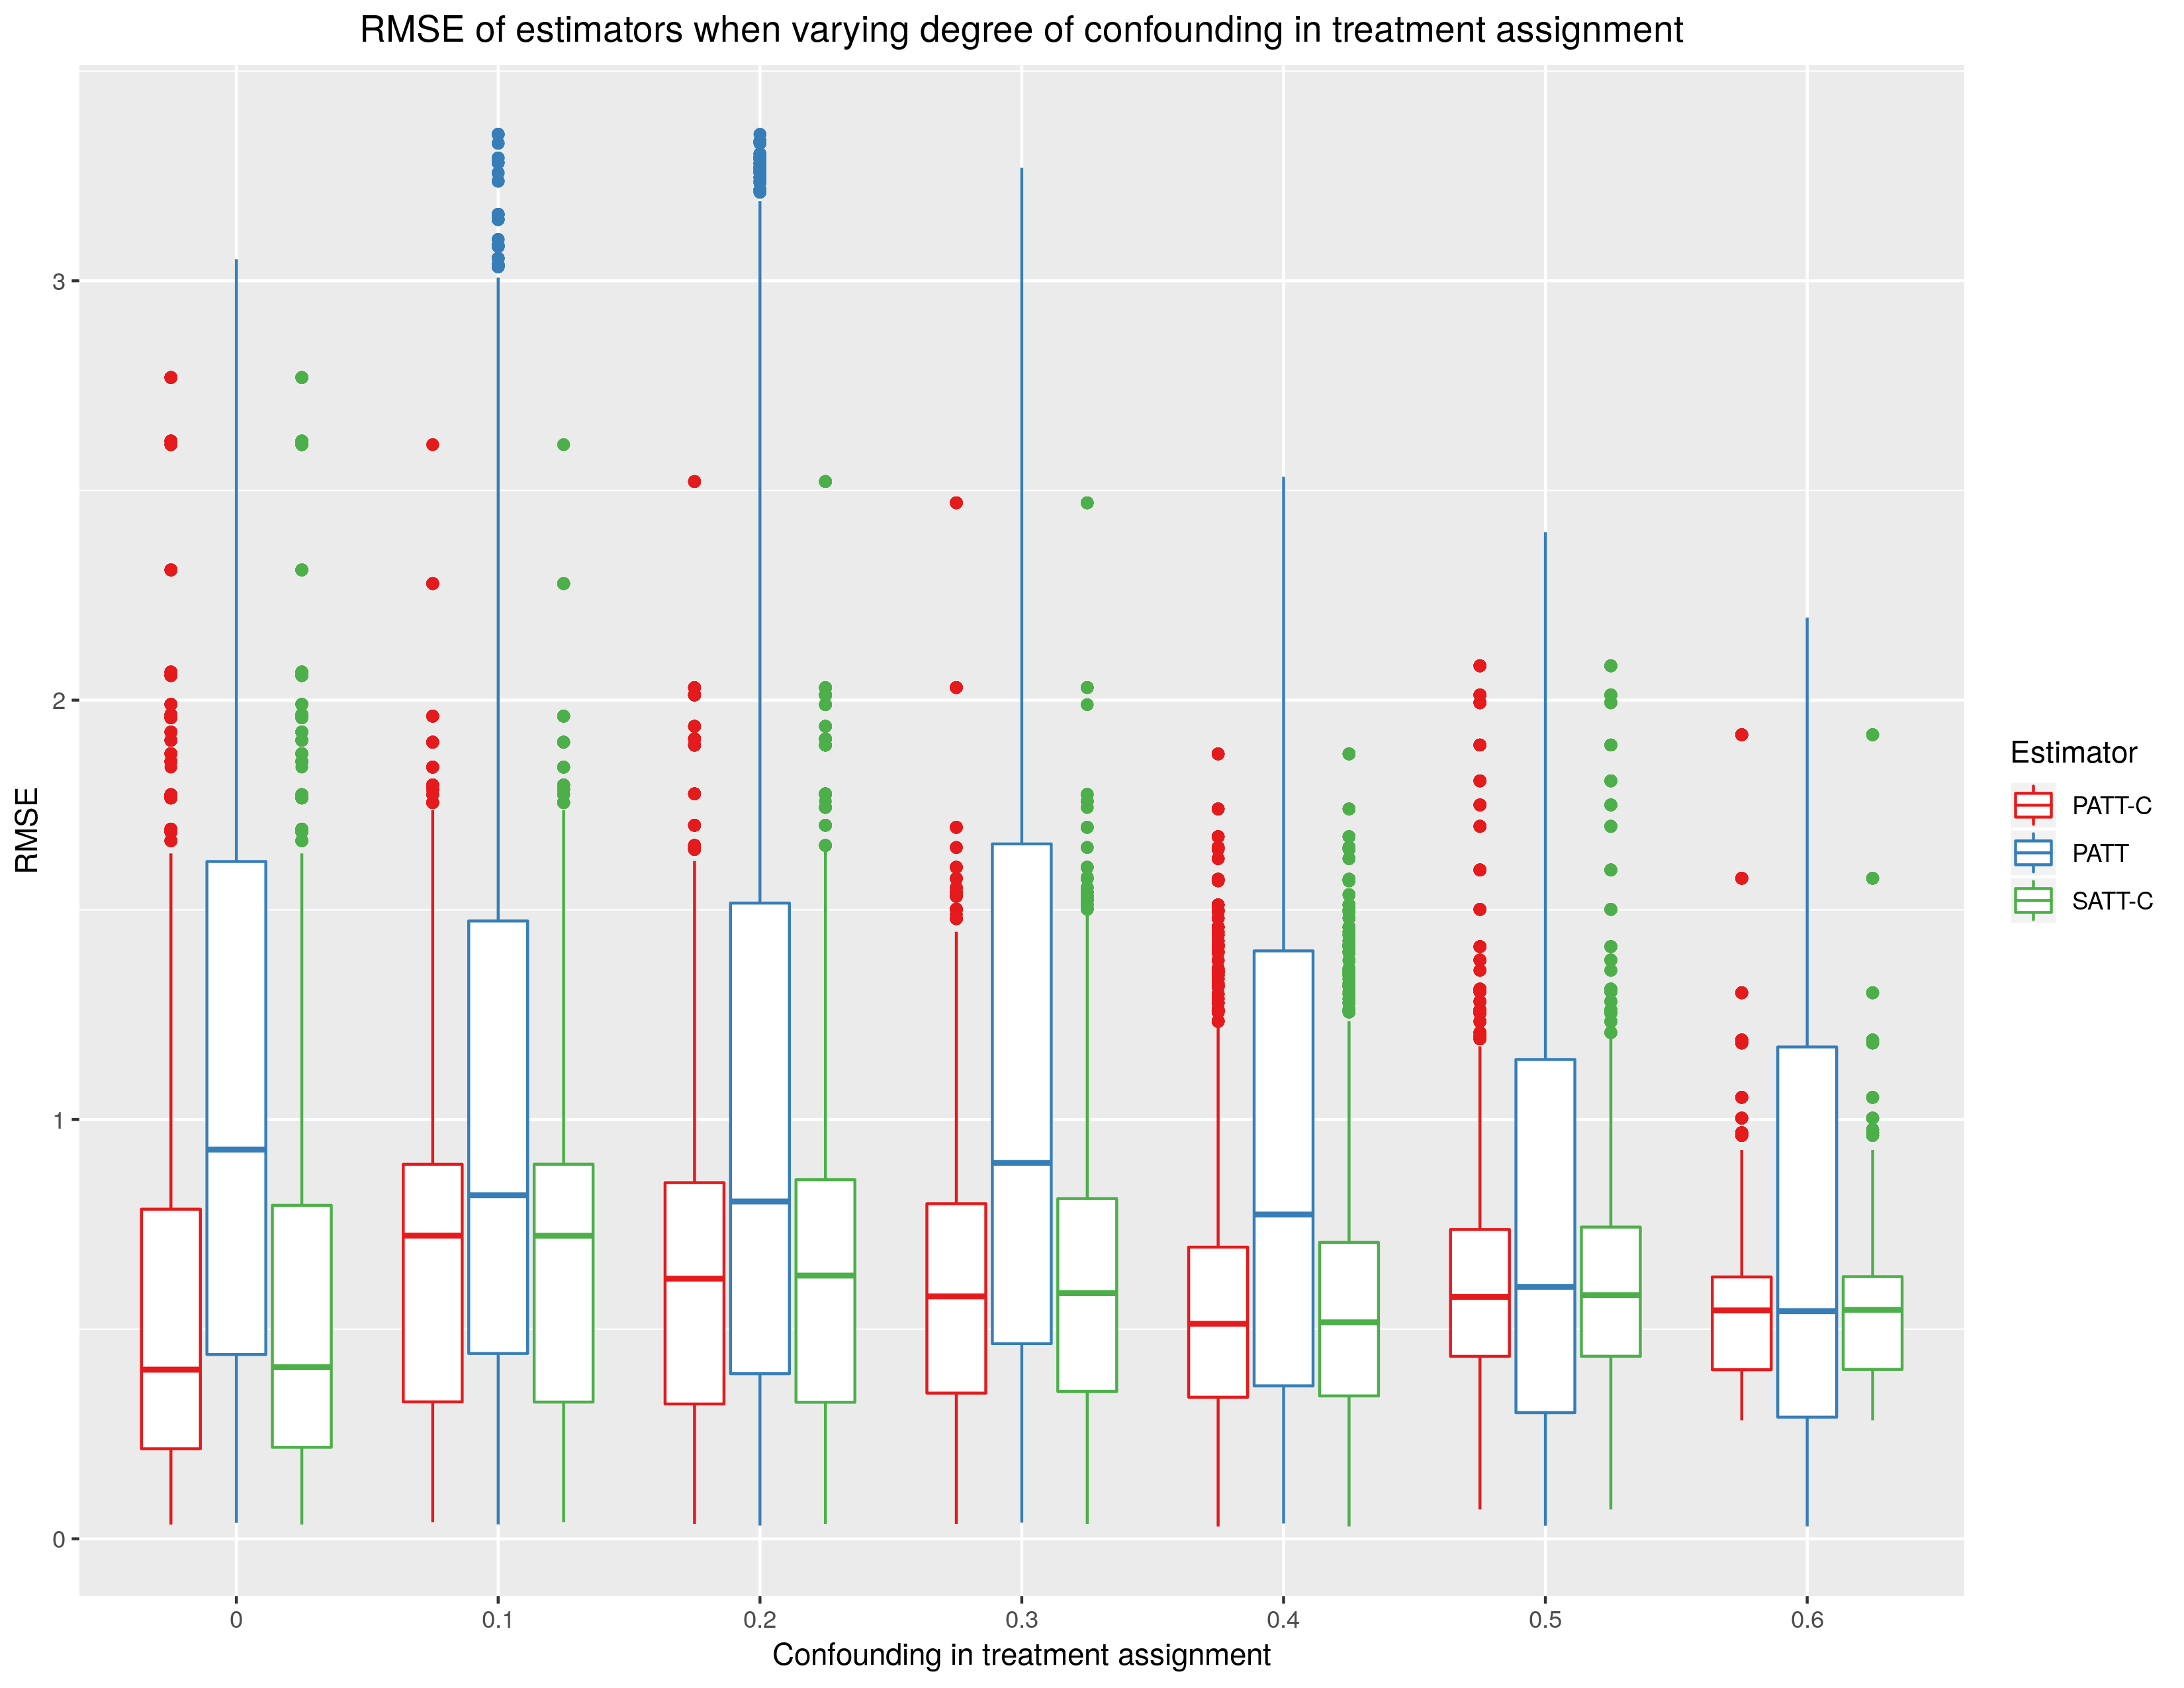 RMSE of estimators when varying degree of confounding in treatment assignment
RMSE
3
2
1
0
0 0.1 0.2 0.3 0.4 0.5 0.6
Confounding in treatment assignment
Estimator
PATT-C
PATT
SATT-C